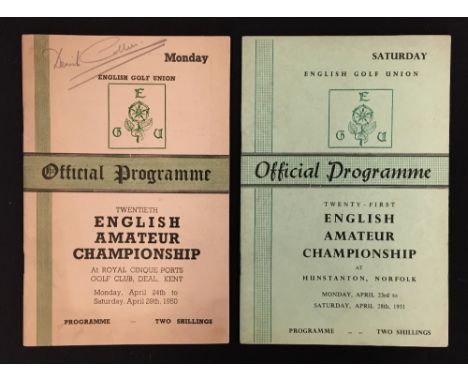 Monday
ENGLISH GOLF UNION
E
G U
Official Programme
TWENTIETH
ENGLISH
AMATEUR
CHAMPIONSHIP
At ROYAL CINQUE PORTS
GOLF CLUB, DEAL, KENT
Monday, April 24th to
Saturday, April 29th, 1950
PROGRAMME – TWO SHILLINGS
SATURDAY
ENGLISH GOLF UNION
E
G U
Official Programme
TWENTY-FIRST
ENGLISH
AMATEUR
CHAMPIONSHIP
AT
HUNSTANTON, NORFOLK
MONDAY, APRIL 23rd to
SATURDAY, APRIL 28th, 1951
PROGRAMME – – TWO SHILLINGS